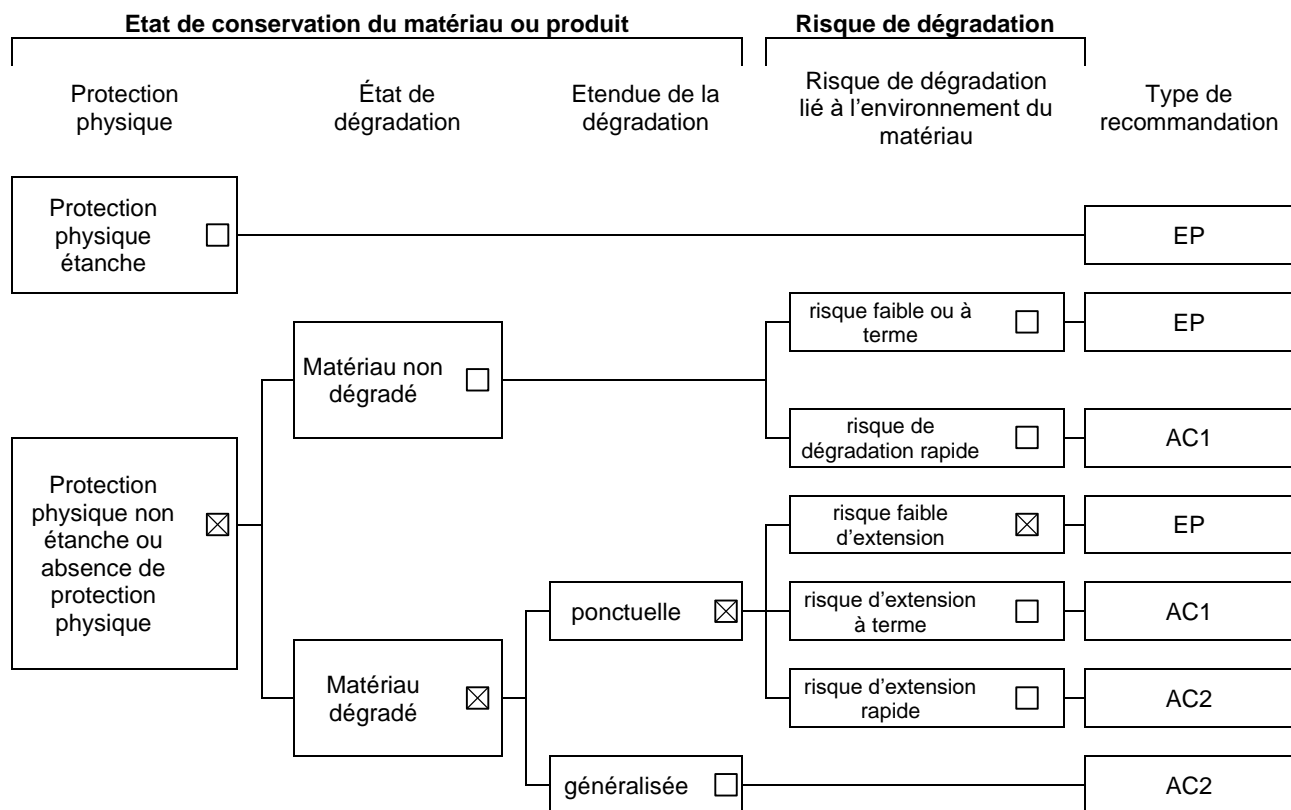 Etat de conservation du matériau ou produit
Risque de dégradation
Protection
physique
État de
dégradation
Etendue de la
dégradation
Risque de dégradation
lié à l'environnement du
matériau
Type de
recommandation
Protection
physique
étanche
EP
risque faible ou à
terme
EP
Matériau non
dégradé
risque de
dégradation rapide
AC1
Protection
physique non
étanche ou
absence de
protection
physique
risque faible
d'extension
EP
ponctuelle
risque d'extension
à terme
AC1
Matériau
dégradé
risque d'extension
rapide
AC2
généralisée
AC2